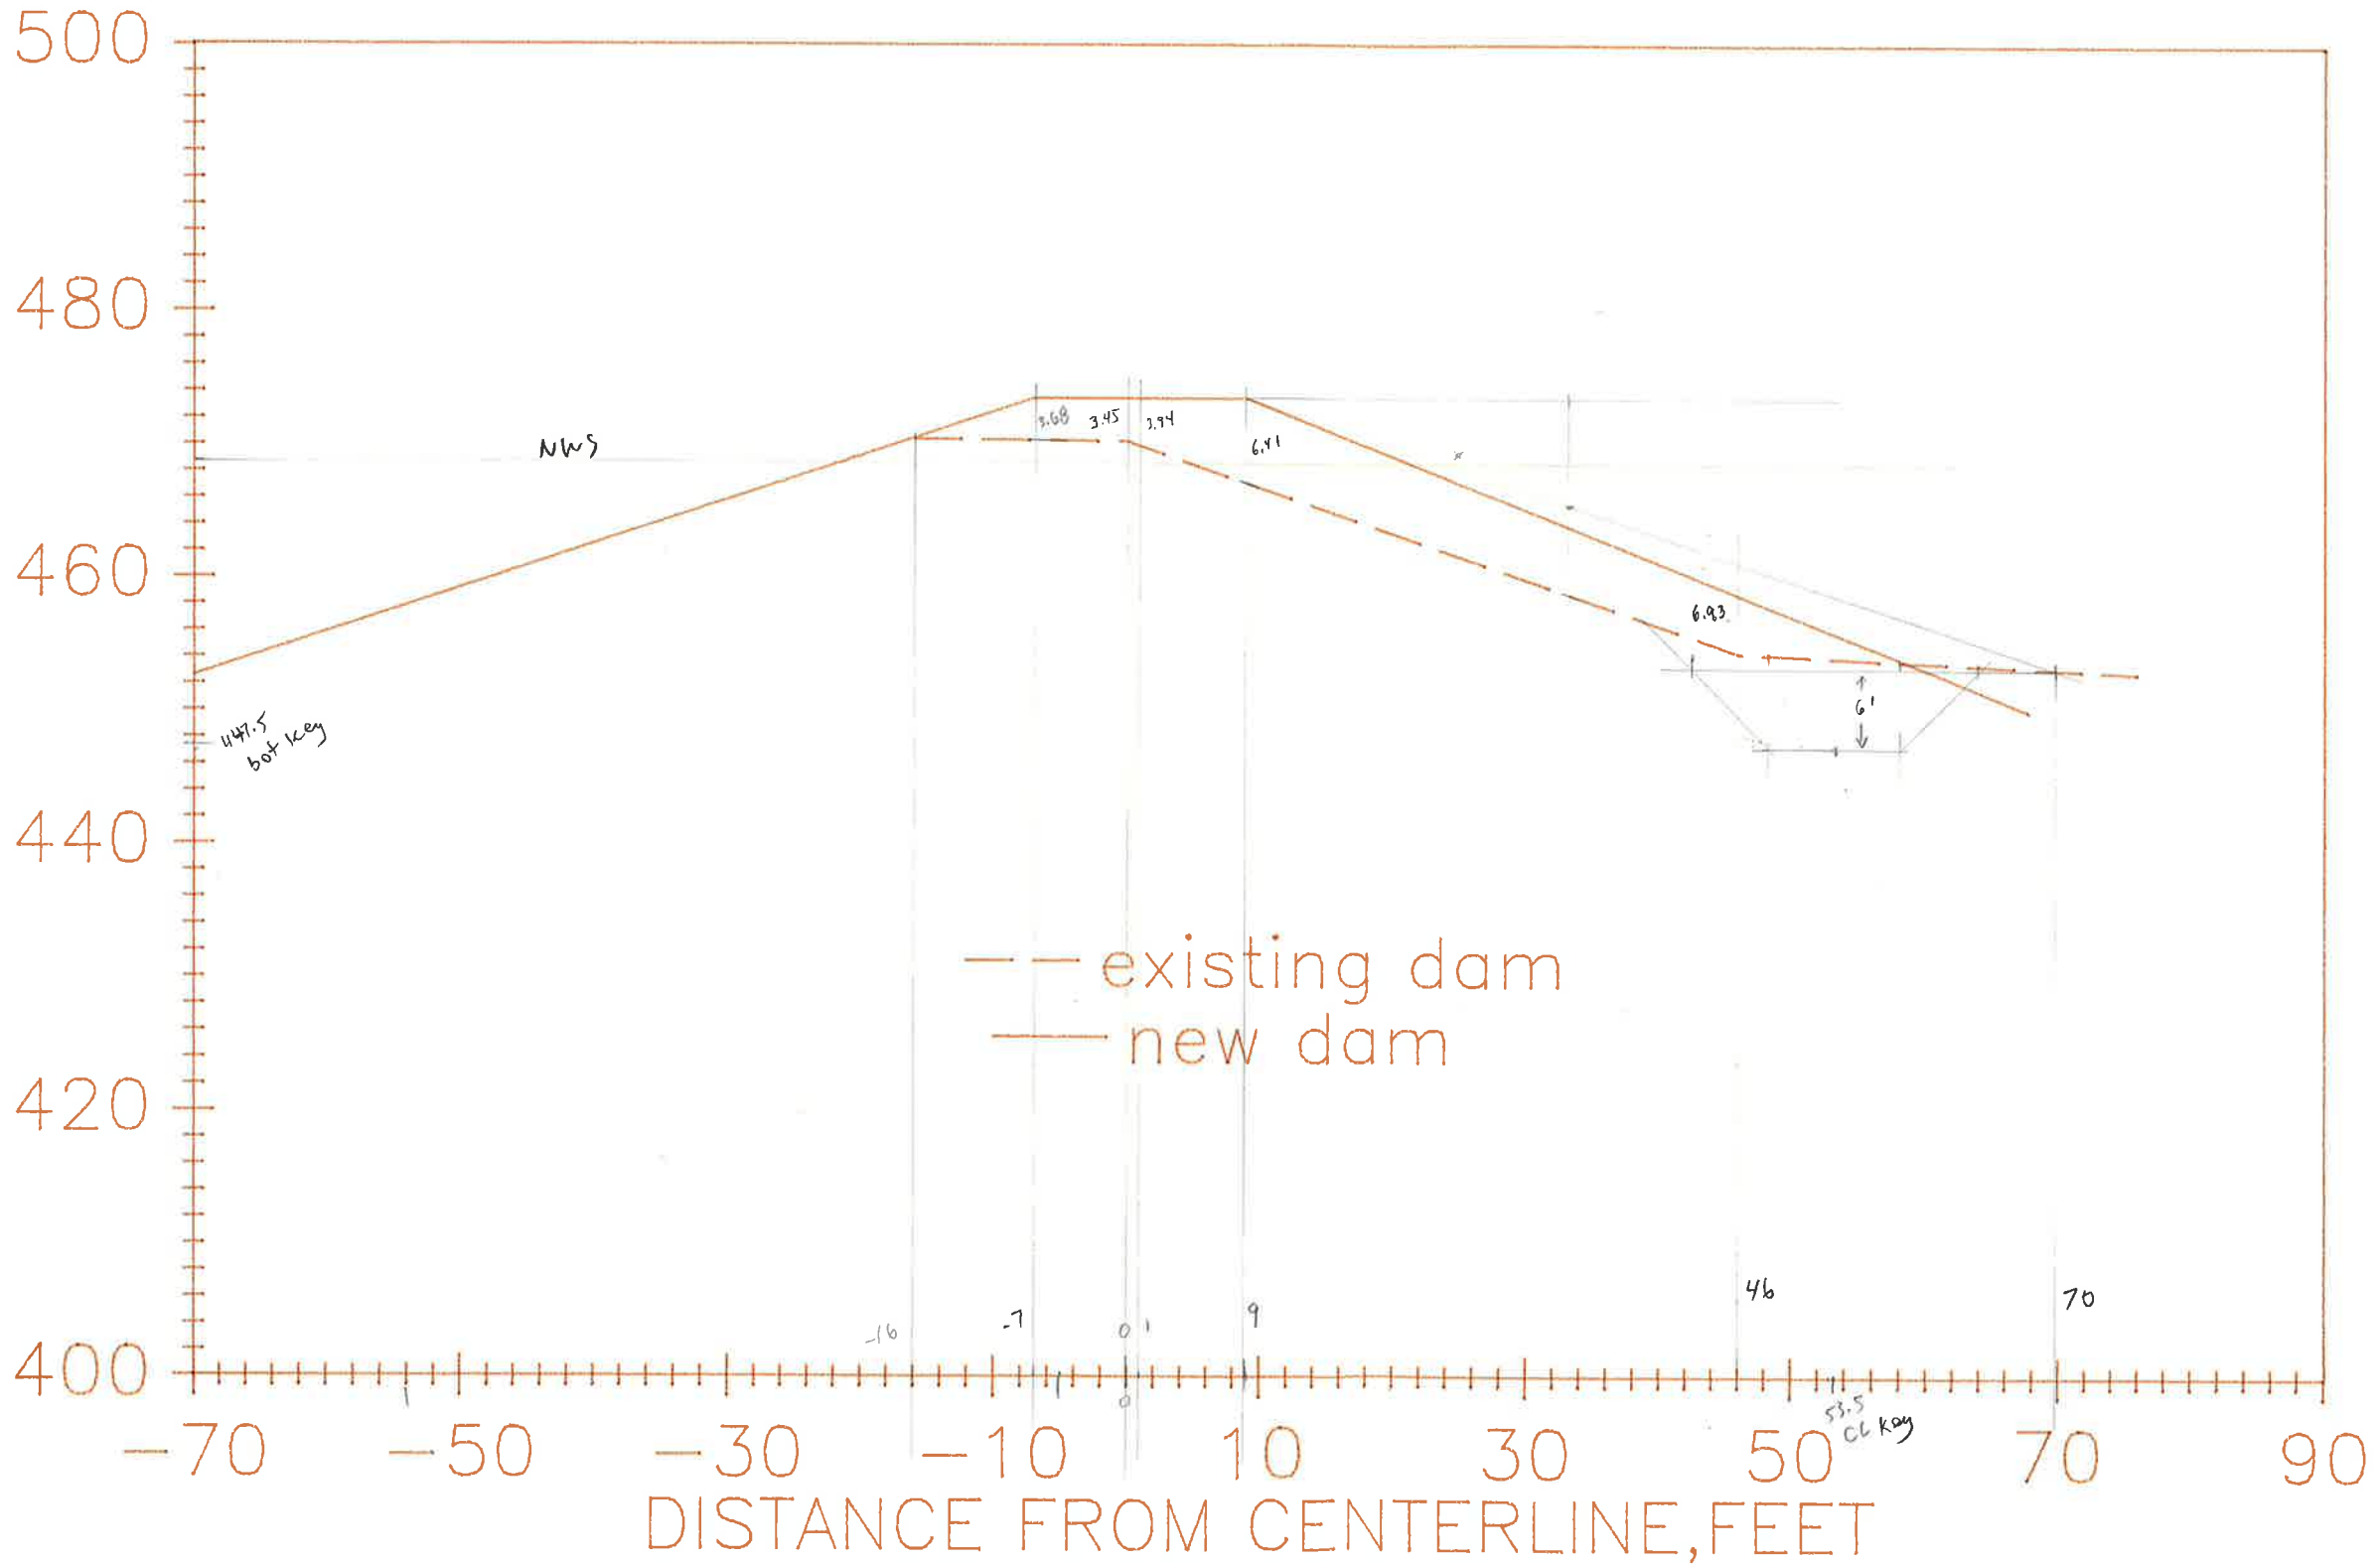 500
480
NWS
3.68 3.45 3.94
6.41
460
6.93
6'
447.5
bot key
440
existing dam
new dam
420
-16 -7 0 1 9 46 70
400
0
53.5
CL Key
-70 -50 -30 -10 10 30 50 70 90
DISTANCE FROM CENTERLINE,FEET